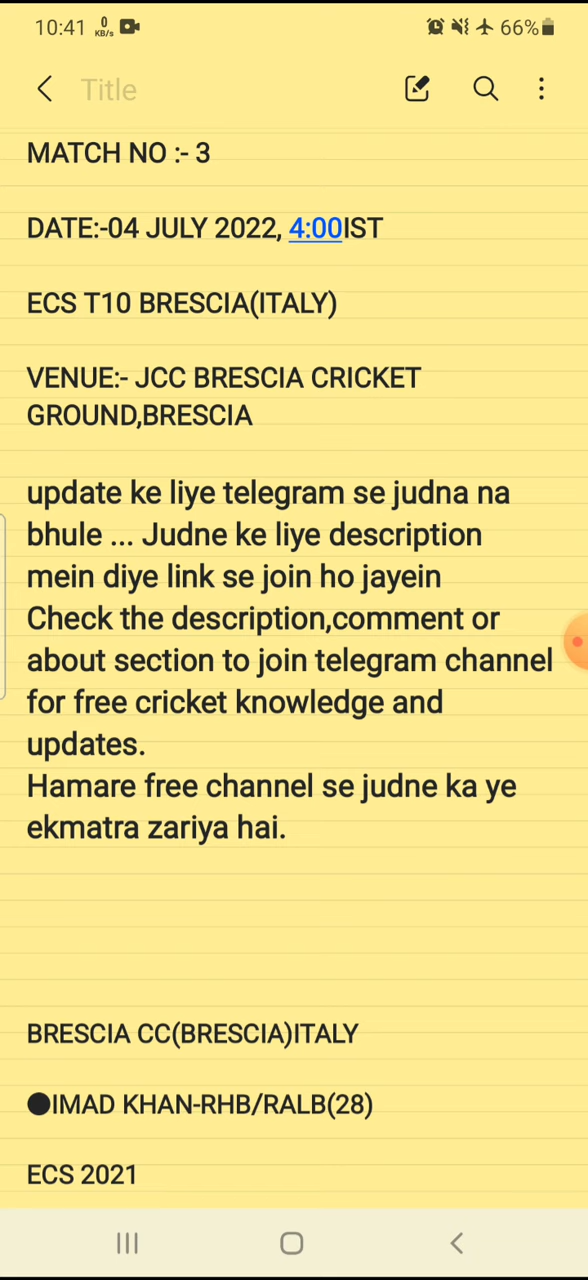 10:41 0 KB/s 66%
Title
MATCH NO :- 3
DATE:-04 JULY 2022, 4:00IST
ECS T10 BRESCIA(ITALY)
VENUE:- JCC BRESCIA CRICKET
GROUND,BRESCIA
update ke liye telegram se judna na
bhule ... Judne ke liye description
mein diye link se join ho jayein
Check the description,comment or
about section to join telegram channel
for free cricket knowledge and
updates.
Hamare free channel se judne ka ye
ekmatra zariya hai.
BRESCIA CC(BRESCIA)ITALY
●IMAD KHAN-RHB/RALB(28)
ECS 2021